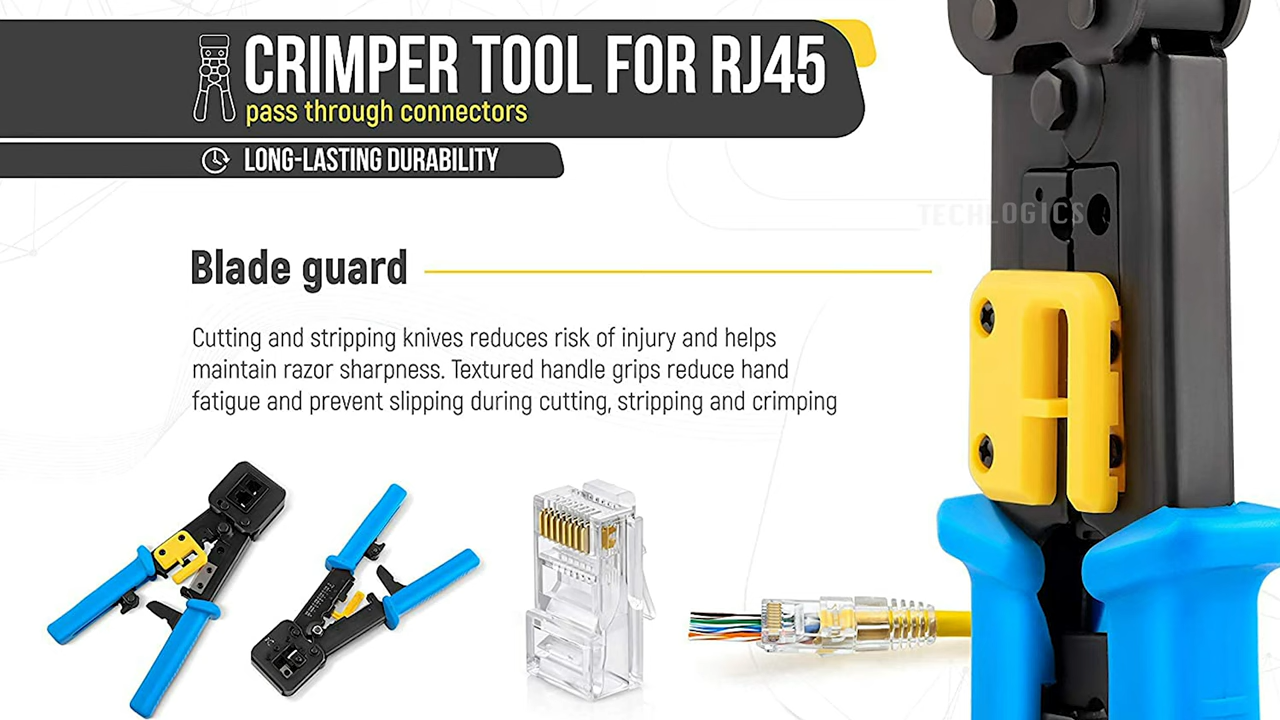 CRIMPER TOOL FOR RJ45
pass through connectors
LONG-LASTING DURABILITY
TECHLOGICS
Blade guard
Cutting and stripping knives reduces risk of injury and helps
maintain razor sharpness. Textured handle grips reduce hand
fatigue and prevent slipping during cutting, stripping and crimping